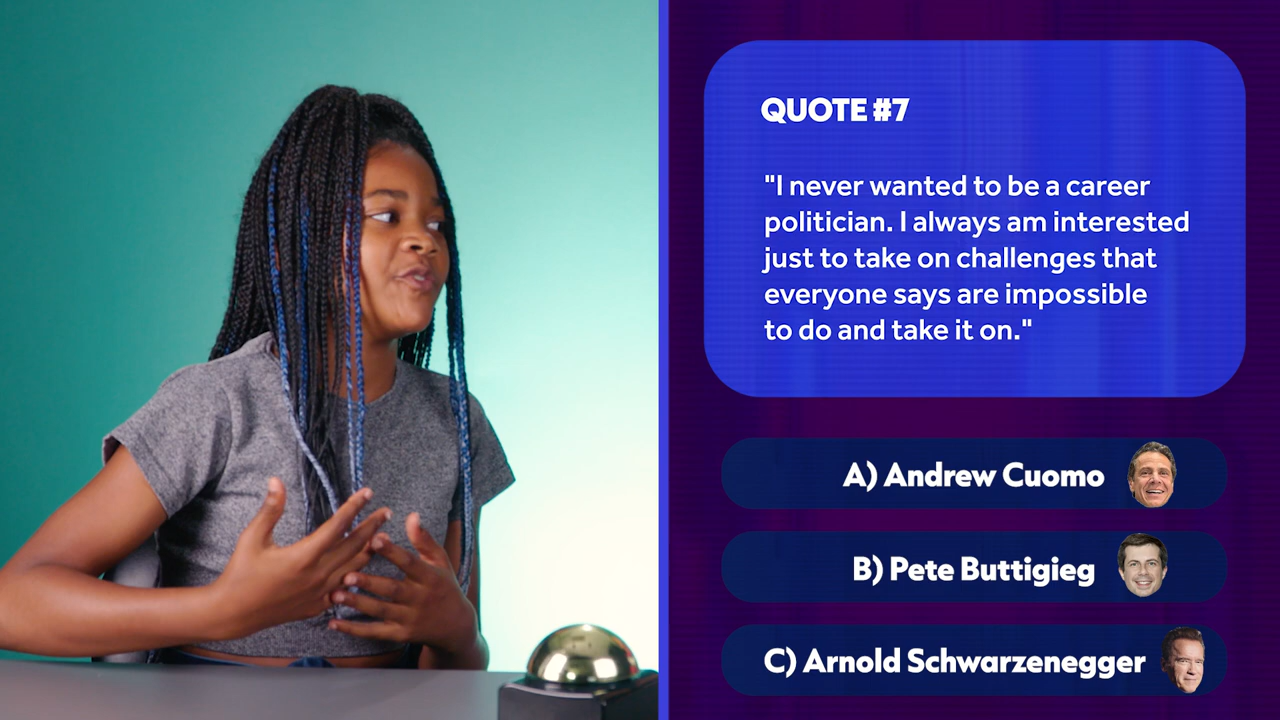 QUOTE #7
"I never wanted to be a career
politician. I always am interested
just to take on challenges that
everyone says are impossible
to do and take it on."
A) Andrew Cuomo
B) Pete Buttigieg
C) Arnold Schwarzenegger